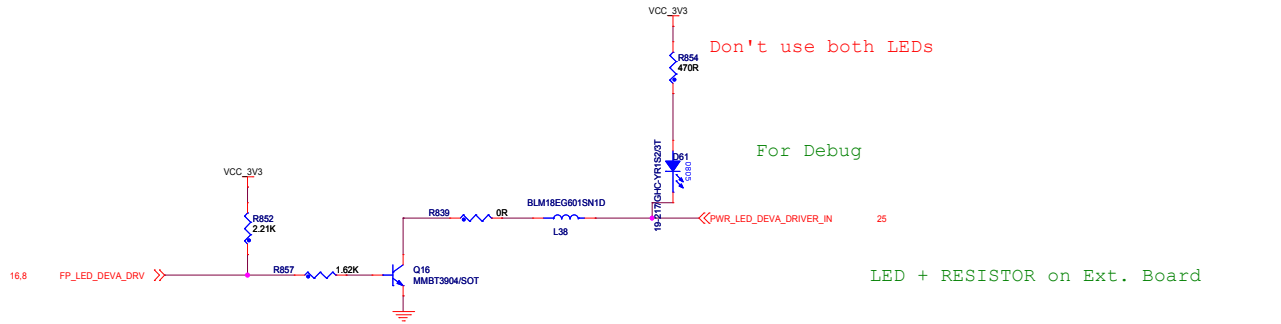 VCC_3V3
Don't use both LEDs
R854
470R
For Debug
D61
0805
19-217/GHC-YR1S2/3T
VCC_3V3
R852
2.21K
BLM18EG601SN1D
R839
0R
L38
PWR_LED_DEVA_DRIVER_IN
25
16,8
FP_LED_DEVA_DRV
R857
1.62K
Q16
MMBT3904/SOT
LED + RESISTOR on Ext. Board